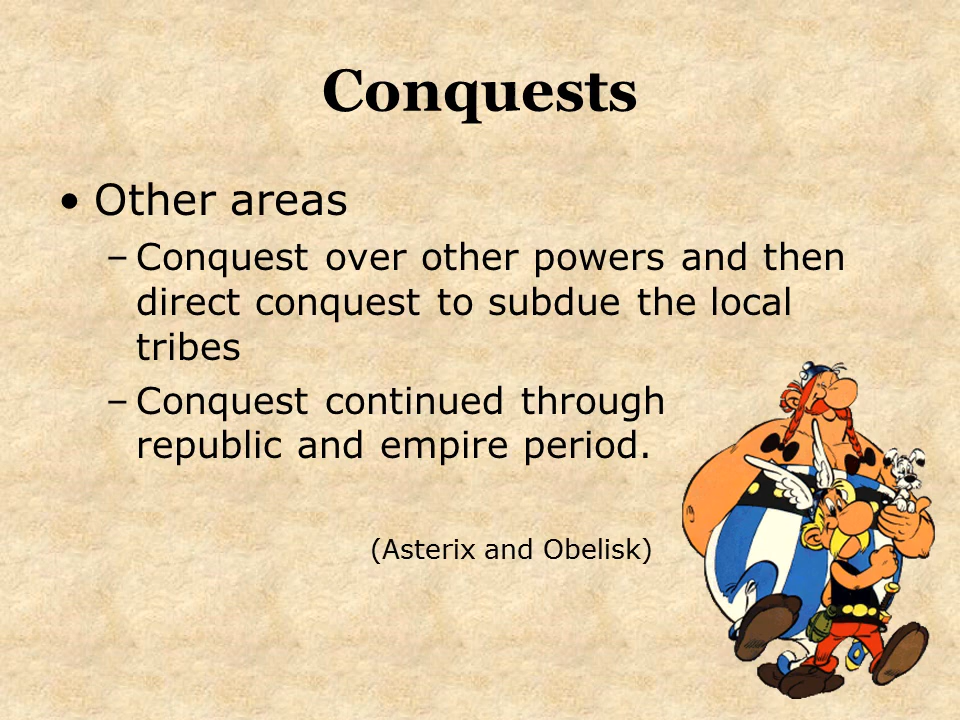 Conquests
• Other areas
– Conquest over other powers and then
direct conquest to subdue the local
tribes
– Conquest continued through
republic and empire period.
(Asterix and Obelisk)